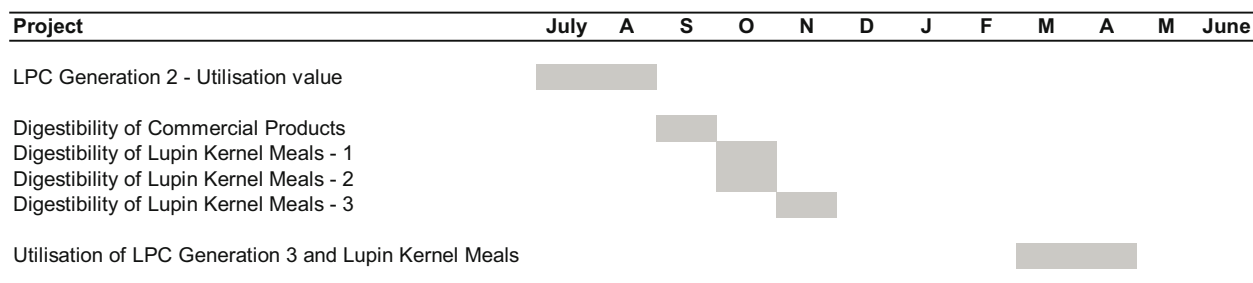 Project July A S O N D J F M A M June
LPC Generation 2 - Utilisation value
Digestibility of Commercial Products
Digestibility of Lupin Kernel Meals - 1
Digestibility of Lupin Kernel Meals - 2
Digestibility of Lupin Kernel Meals - 3
Utilisation of LPC Generation 3 and Lupin Kernel Meals